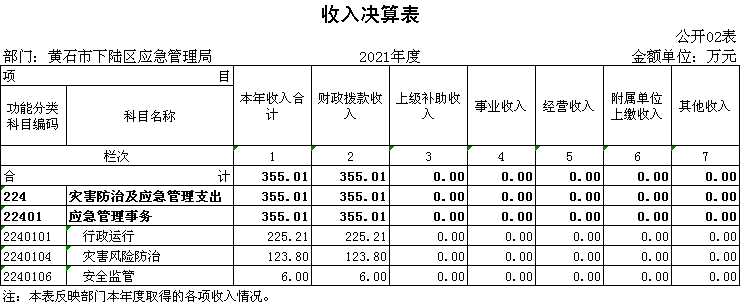 收入决算表
公开02表
部门：黄石市下陆区应急管理局 2021年度 金额单位：万元
项 目 本年收入合计 财政拨款收入 上级补助收入 事业收入 经营收入 附属单位上缴收入 其他收入
功能分类科目编码 科目名称
栏次 1 2 3 4 5 6 7
合 计 355.01 355.01 0.00 0.00 0.00 0.00 0.00
224 灾害防治及应急管理支出 355.01 355.01 0.00 0.00 0.00 0.00 0.00
22401 应急管理事务 355.01 355.01 0.00 0.00 0.00 0.00 0.00
2240101 行政运行 225.21 225.21 0.00 0.00 0.00 0.00 0.00
2240104 灾害风险防治 123.80 123.80 0.00 0.00 0.00 0.00 0.00
2240106 安全监管 6.00 6.00 0.00 0.00 0.00 0.00 0.00
注：本表反映部门本年度取得的各项收入情况。